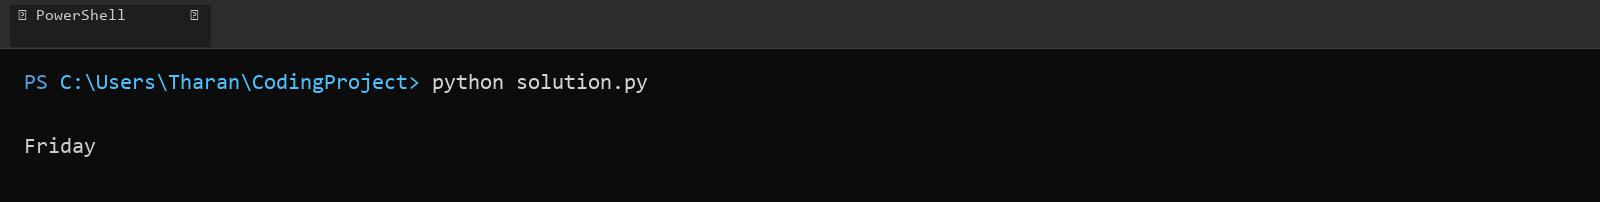 PowerShell
PS C:\Users\Tharan\CodingProject> python solution.py
Friday